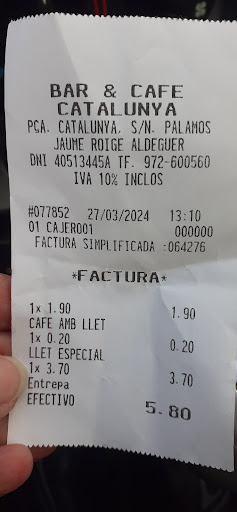 BAR & CAFE
CATALUNYA
PCA. CATALUNYA, S/N. PALAMOS
JAUME ROIGE ALDEGUER
DNI 40513445A TF. 972-600560
IVA 10% INCLOS
#077852 27/03/2024 13:10
01 CAJERO01 000000
FACTURA SIMPLIFICADA :064276
*FACTURA*
1x 1.90 1.90
CAFE AMB LLET
1x 0.20 0.20
LLET ESPECIAL
1x 3.70 3.70
Entrepa
EFECTIVO 5.80